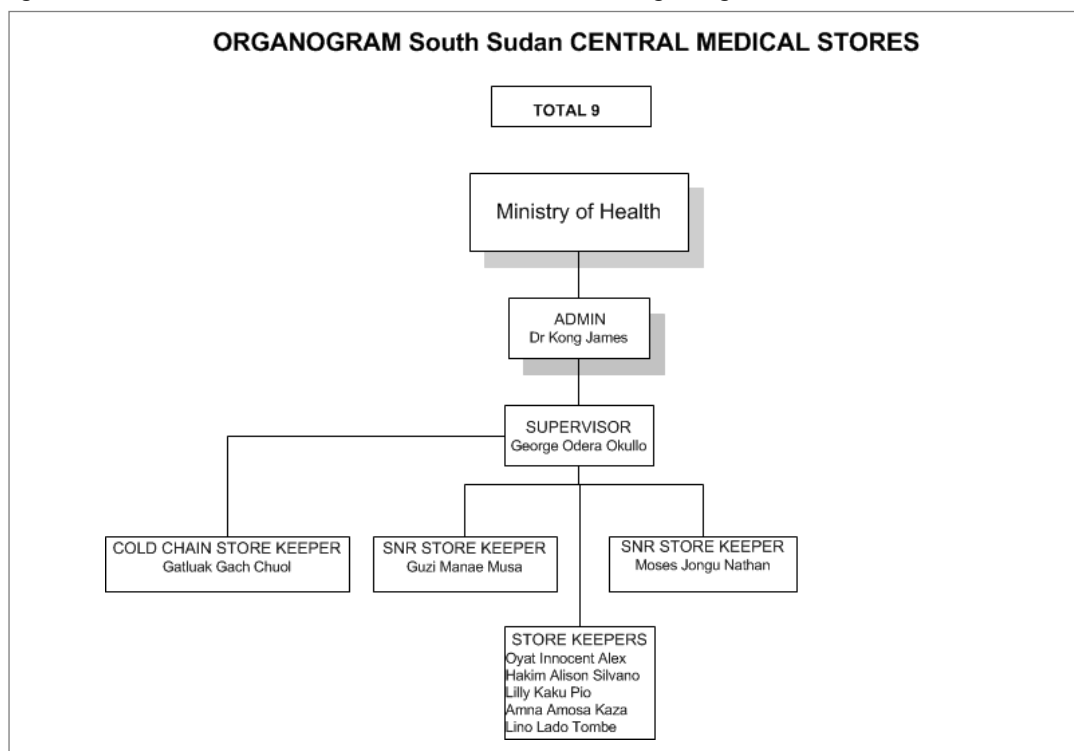 ORGANOGRAM South Sudan CENTRAL MEDICAL STORES
TOTAL 9
Ministry of Health
ADMIN
Dr Kong James
SUPERVISOR
George Odera Okullo
COLD CHAIN STORE KEEPER
Gatluak Gach Chuol
SNR STORE KEEPER
Guzi Manae Musa
SNR STORE KEEPER
Moses Jongu Nathan
STORE KEEPERS
Oyat Innocent Alex
Hakim Alison Silvano
Lilly Kaku Pio
Amna Amosa Kaza
Lino Lado Tombe